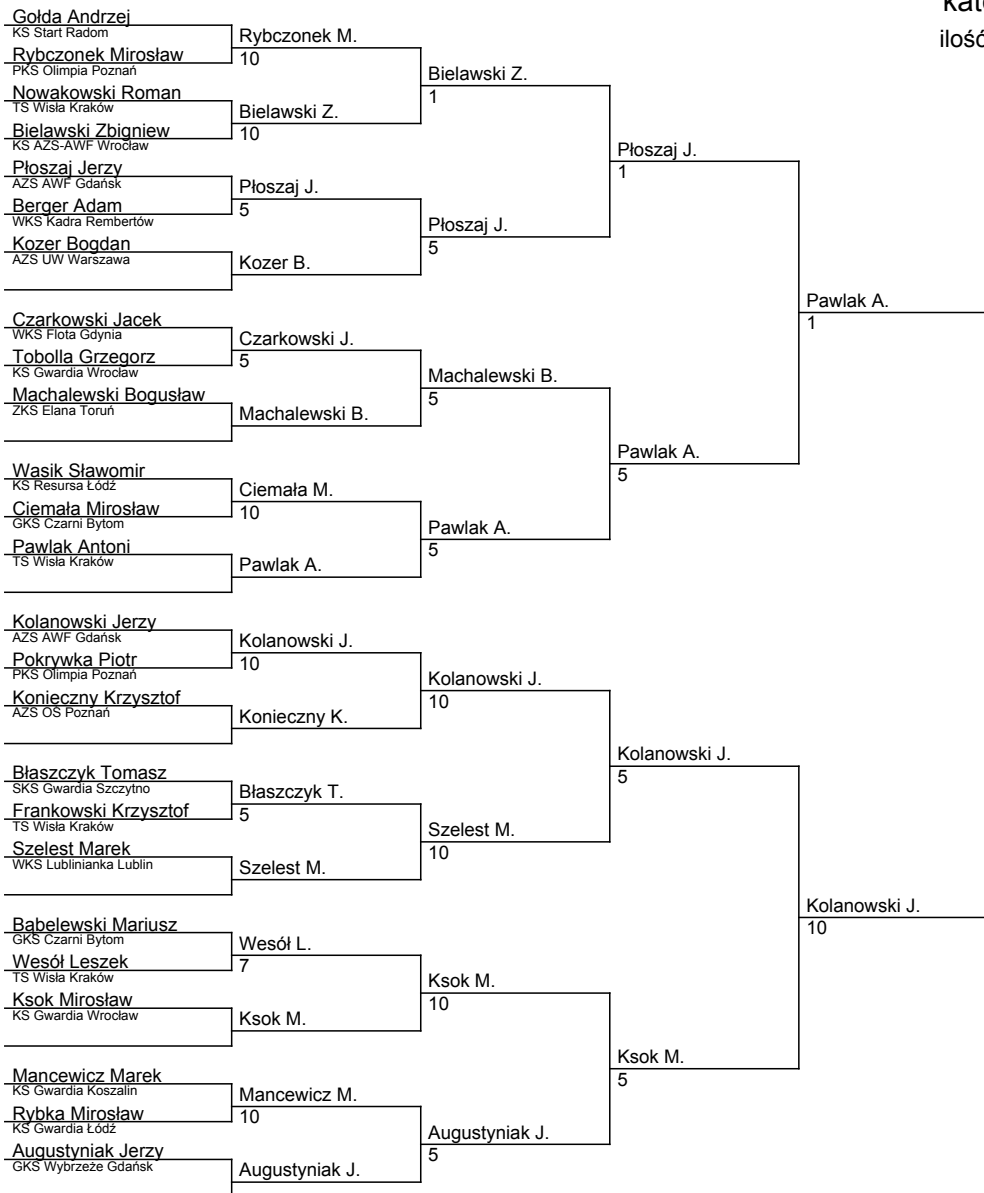 Gołda Andrzej
KS Start Radom
Rybczonek Mirosław
PKS Olimpia Poznań
Nowakowski Roman
TS Wisła Kraków
Bielawski Zbigniew
KS AZS-AWF Wrocław
Płoszaj Jerzy
AZS AWF Gdańsk
Berger Adam
WKS Kadra Rembertów
Kozer Bogdan
AZS UW Warszawa
Czarkowski Jacek
WKS Flota Gdynia
Tobolla Grzegorz
KS Gwardia Wrocław
Machalewski Bogusław
ZKS Elana Toruń
Wasik Sławomir
KS Resursa Łódź
Ciemała Mirosław
GKS Czarni Bytom
Pawlak Antoni
TS Wisła Kraków
Kolanowski Jerzy
AZS AWF Gdańsk
Pokrywka Piotr
PKS Olimpia Poznań
Konieczny Krzysztof
AZS OŚ Poznań
Błaszczyk Tomasz
SKS Gwardia Szczytno
Frankowski Krzysztof
TS Wisła Kraków
Szelest Marek
WKS Lublinianka Lublin
Bąbelewski Mariusz
GKS Czarni Bytom
Wesół Leszek
TS Wisła Kraków
Ksok Mirosław
KS Gwardia Wrocław
Mancewicz Marek
KS Gwardia Koszalin
Rybka Mirosław
KS Gwardia Łódź
Augustyniak Jerzy
GKS Wybrzeże Gdańsk
Rybczonek M.
10
Bielawski Z.
10
Płoszaj J.
5
Kozer B.
Czarkowski J.
5
Machalewski B.
Ciemała M.
10
Pawlak A.
Kolanowski J.
10
Konieczny K.
Błaszczyk T.
5
Szelest M.
Wesół L.
7
Ksok M.
Mancewicz M.
10
Augustyniak J.
Bielawski Z.
1
Płoszaj J.
5
Machalewski B.
5
Pawlak A.
5
Kolanowski J.
10
Szelest M.
10
Ksok M.
10
Augustyniak J.
5
Płoszaj J.
1
Pawlak A.
5
Kolanowski J.
5
Ksok M.
5
Pawlak A.
1
Kolanowski J.
10
ilość